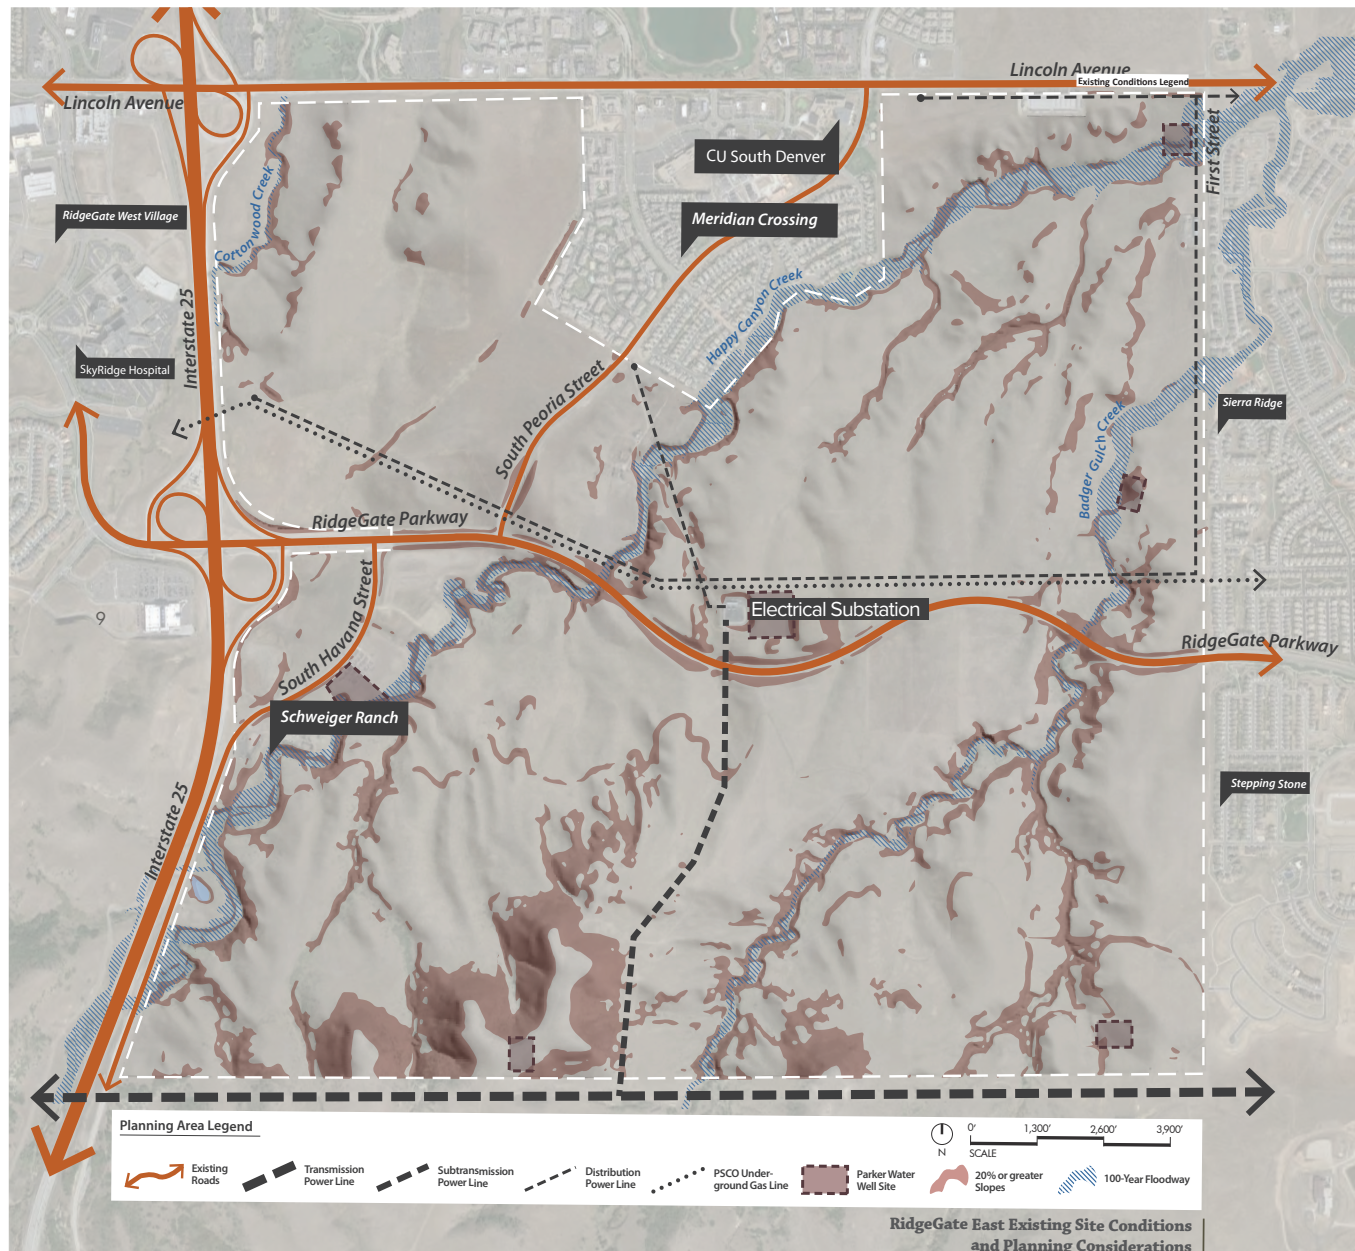 Lincoln Avenue
Existing Conditions Legend
Lincoln Avenue
First Street
CU South Denver
Cottonwood Creek
RidgeGate West Village
Meridian Crossing
Happy Canyon Creek
Interstate 25
SkyRidge Hospital
South Peoria Street
Sierra Ridge
Badger Gulch Creek
RidgeGate Parkway
South Havana Street
Electrical Substation
9
RidgeGate Parkway
Schweiger Ranch
Stepping Stone
Interstate 25
Planning Area Legend
N
0'
1,300'
2,600'
3,900'
SCALE
Existing
Roads
Transmission
Power Line
Subtransmission
Power Line
Distribution
Power Line
PSCO Under-
ground Gas Line
Parker Water
Well Site
20% or greater
Slopes
100-Year Floodway
RidgeGate East Existing Site Conditions
and Planning Considerations